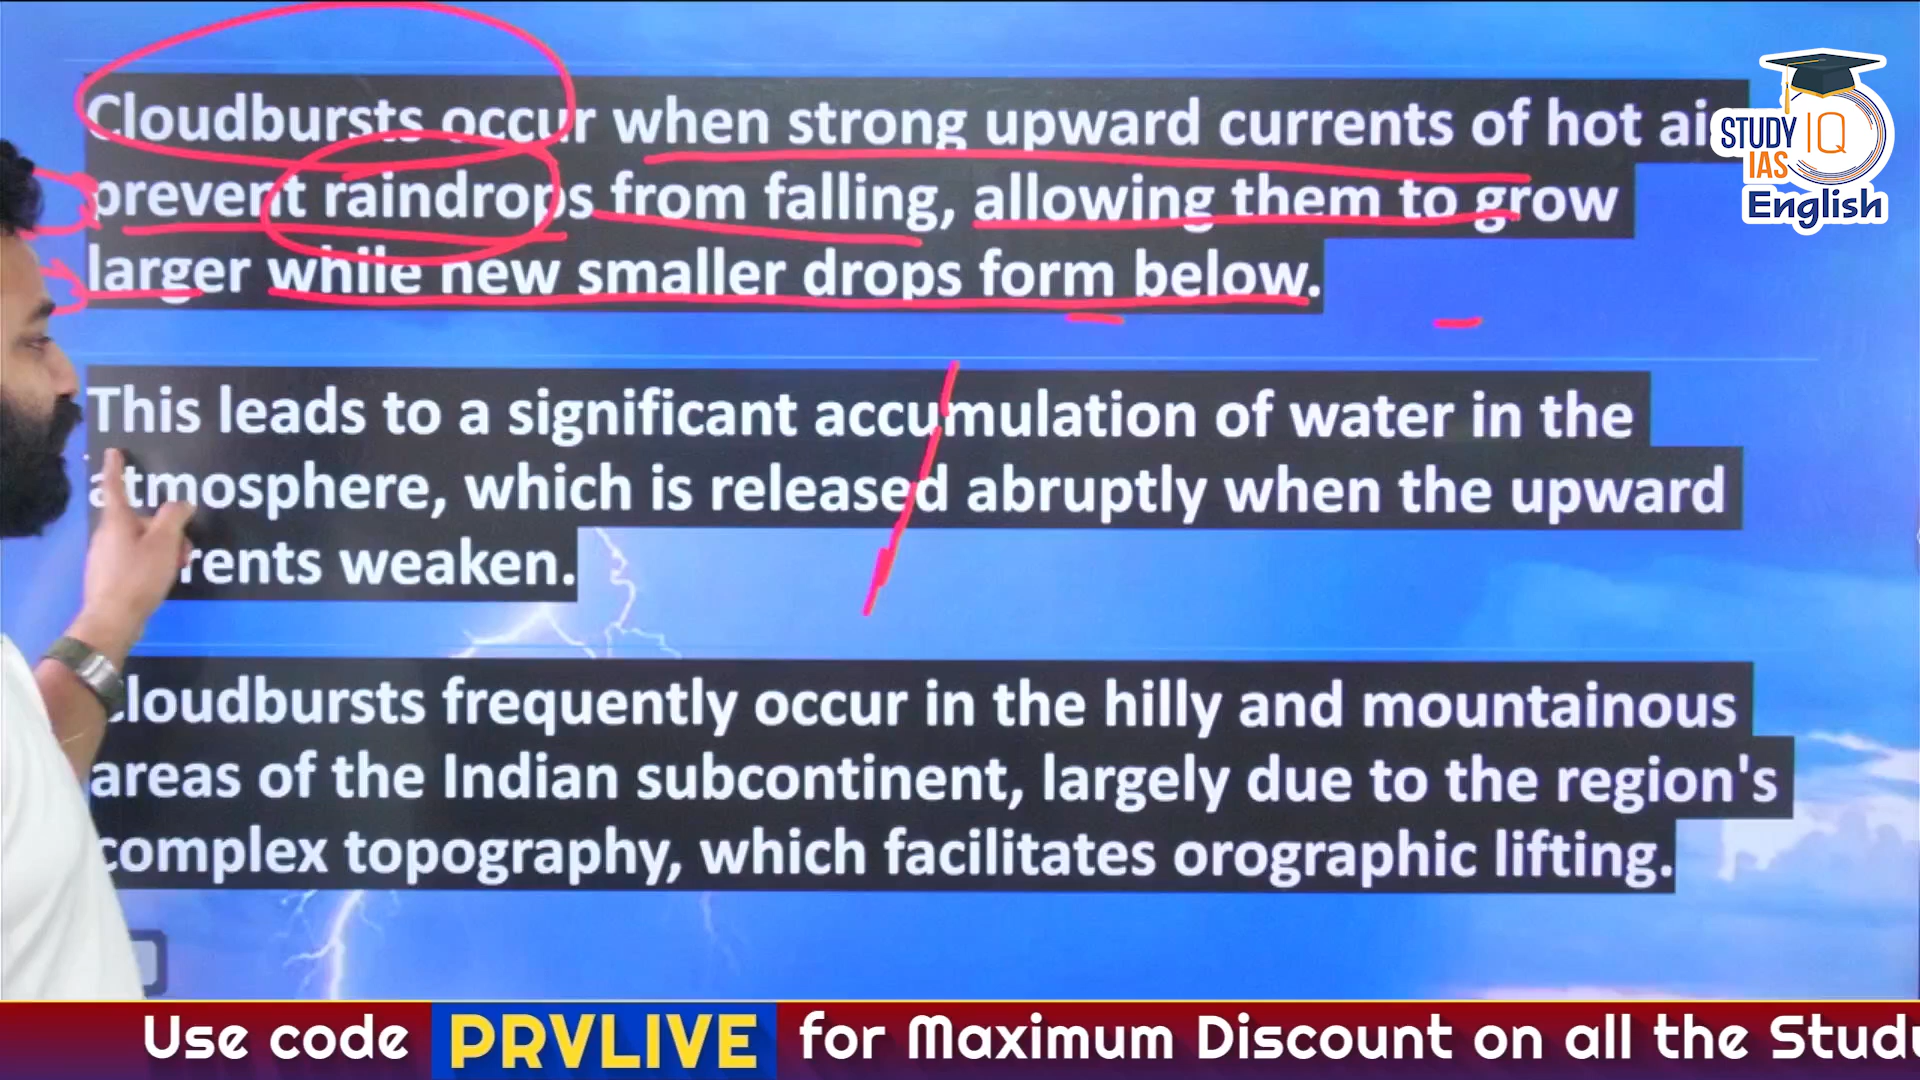 Cloudbursts occur when strong upward currents of hot air
prevent raindrops from falling, allowing them to grow
larger while new smaller drops form below.
This leads to a significant accumulation of water in the
atmosphere, which is released abruptly when the upward
rents weaken.
Cloudbursts frequently occur in the hilly and mountainous
areas of the Indian subcontinent, largely due to the region's
complex topography, which facilitates orographic lifting.
STUDY IQ
IAS
English
Use code PRVLIVE for Maximum Discount on all the Study